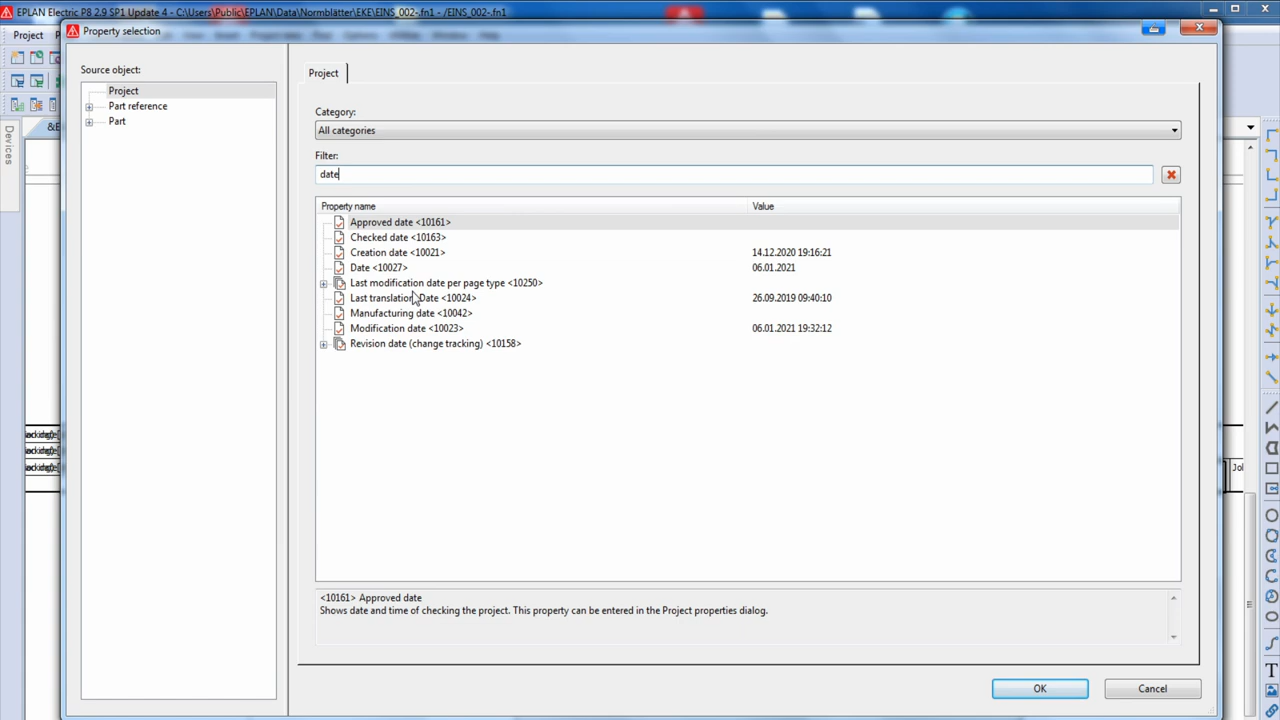 EPLAN Electric P8 2.9 SP1 Update 4 - C:\Users\Public\EPLAN\Data\Normblätter\EKE\EINS_002-.fn1 - /EINS_002-.fn1
Project
Property selection
Source object:
Project
Part reference
Part
Project
Category:
All categories
Filter:
date
Property name Value
Approved date <10161>
Checked date <10163>
Creation date <10021> 14.12.2020 19:16:21
Date <10027> 06.01.2021
Last modification date per page type <10250>
Last translation Date <10024> 26.09.2019 09:40:10
Manufacturing date <10042>
Modification date <10023> 06.01.2021 19:32:12
Revision date (change tracking) <10158>
<10161> Approved date
Shows date and time of checking the project. This property can be entered in the Project properties dialog.
OK Cancel
Devices